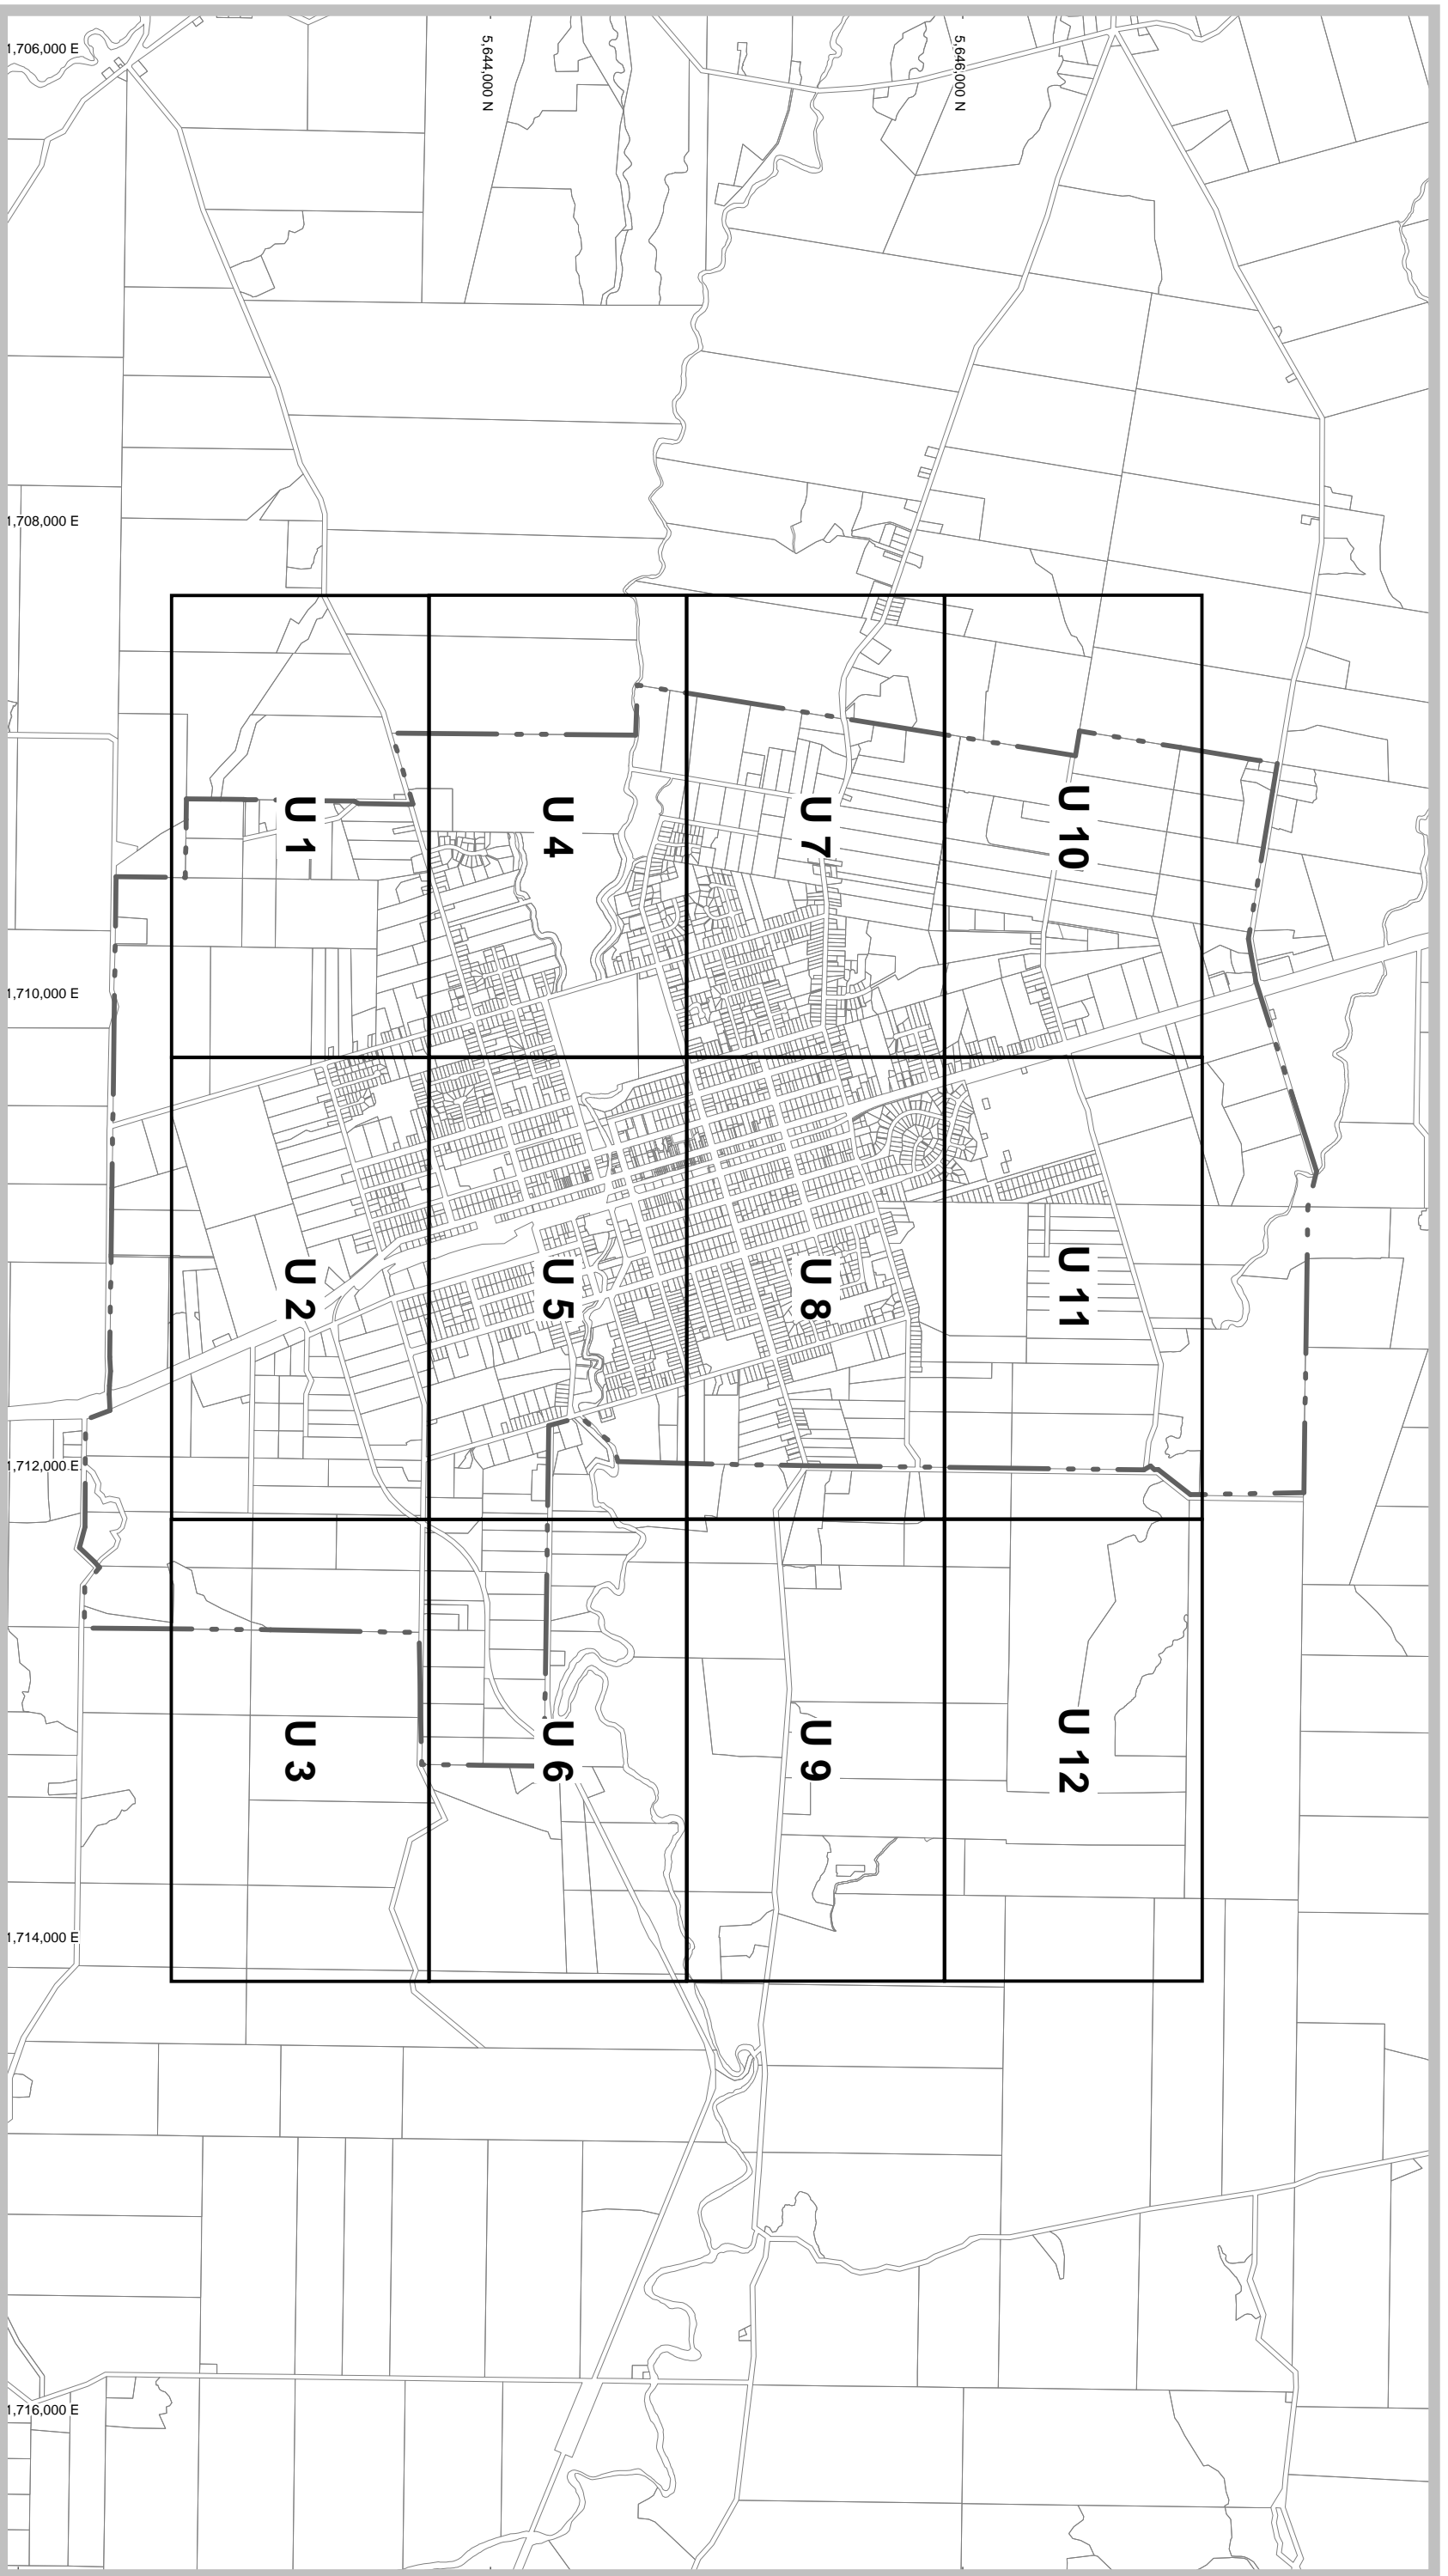 1,706,000 E
5,644,000 N
5,646,000 N
1,708,000 E
U 1
U 4
U 7
U 10
1,710,000 E
U 2
U 5
U 8
U 11
1,712,000 E
U 3
U 6
U 9
U 12
1,714,000 E
1,716,000 E